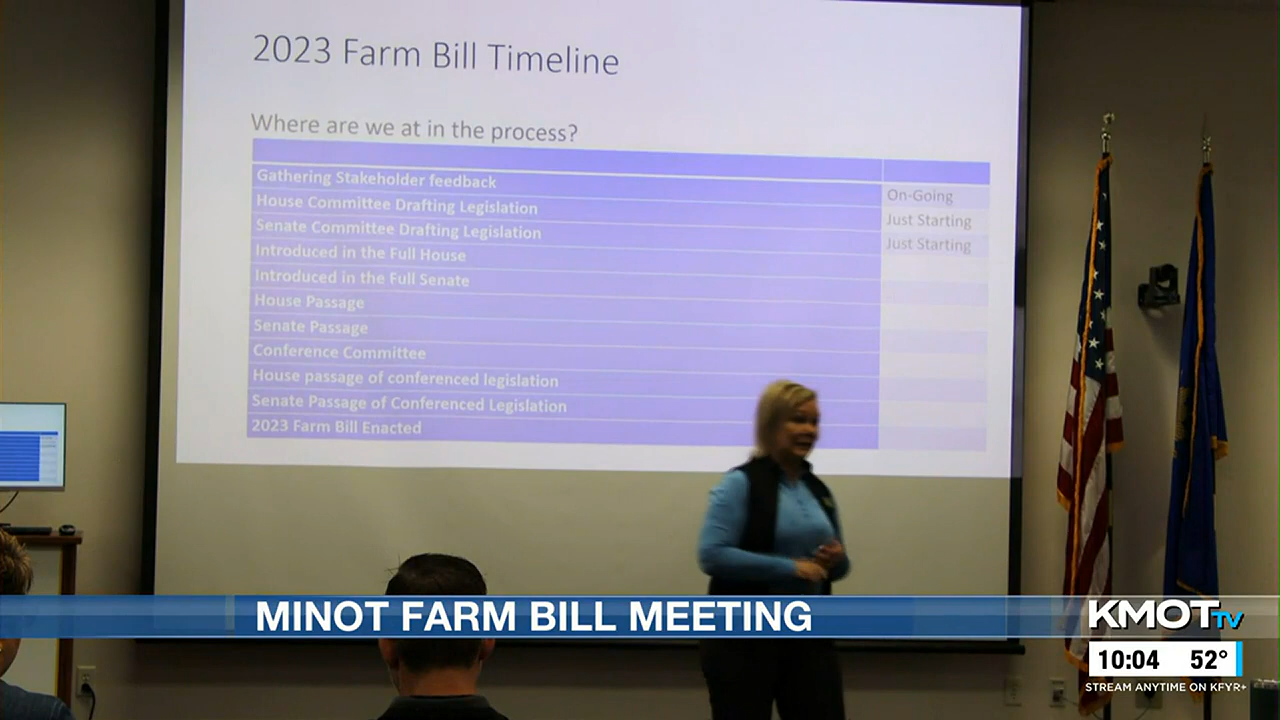 2023 Farm Bill Timeline
Where are we at in the process?
Gathering Stakeholder feedback On-Going
House Committee Drafting Legislation Just Starting
Senate Committee Drafting Legislation Just Starting
Introduced in the Full House
Introduced in the Full Senate
House Passage
Senate Passage
Conference Committee
House passage of conferenced legislation
Senate Passage of Conferenced Legislation
2023 Farm Bill Enacted
MINOT FARM BILL MEETING
KMOT TV
10:04 52°
STREAM ANYTIME ON KFYR+